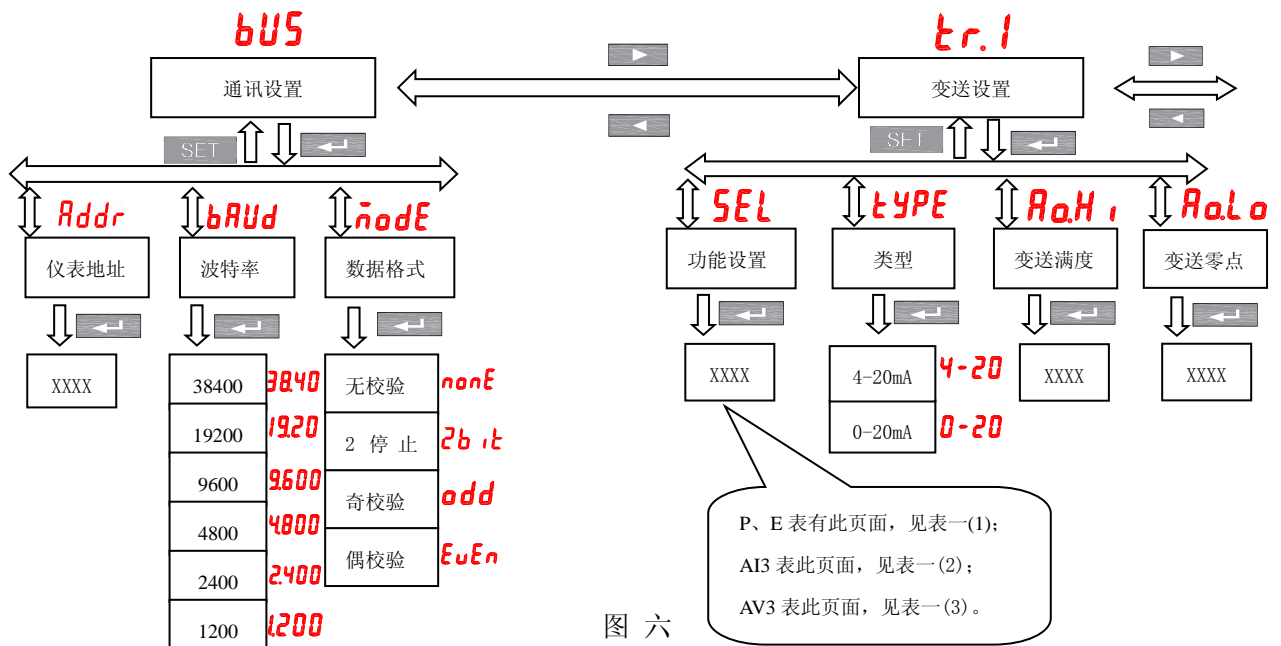 bUS
tr.1
通讯设置
变送设置
SET
SET
Addr
bAUd
modE
SEL
tYPE
Ao.Hi
Ao.Lo
仪表地址
波特率
数据格式
功能设置
类型
变送满度
变送零点
XXXX
38400
38.40
19200
19.20
9600
9.600
4800
4.800
2400
2.400
1200
1.200
无校验
nonE
2 停 止
2bit
奇校验
odd
偶校验
EvEn
XXXX
4-20mA
4-20
0-20mA
0-20
XXXX
XXXX
P、E 表有此页面，见表一(1);
AI3 表此页面，见表一(2);
AV3 表此页面，见表一(3)。
图 六